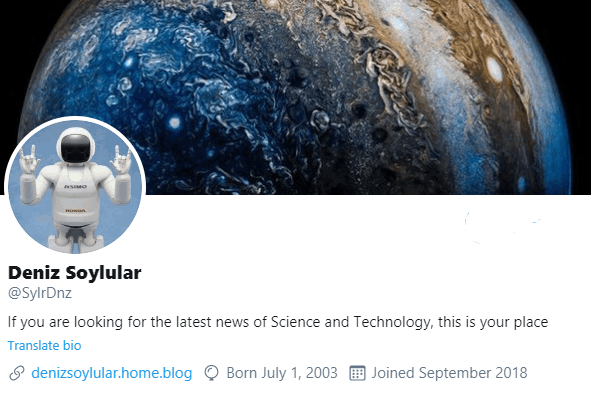 ASIMO
HONDA
Deniz Soylular
@SylrDnz
If you are looking for the latest news of Science and Technology, this is your place
Translate bio
denizsoylular.home.blog Born July 1, 2003 Joined September 2018